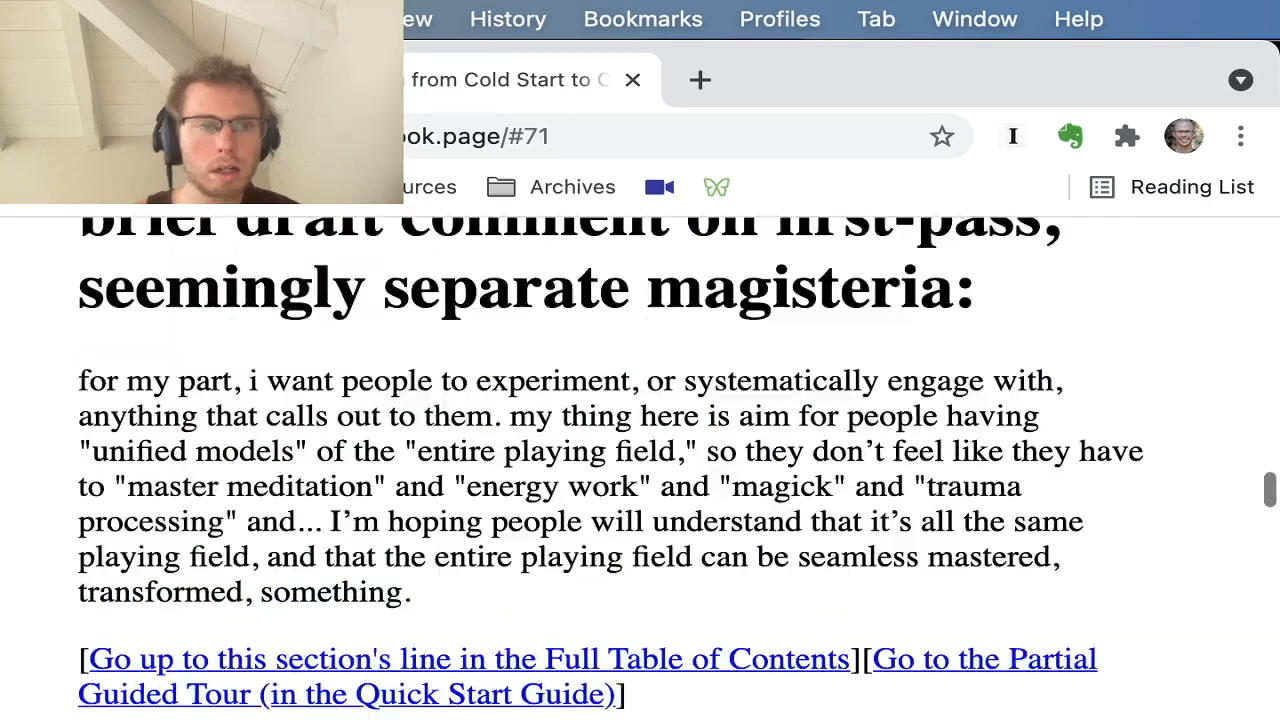 History Bookmarks Profiles Tab Window Help
from Cold Start to
ok.page/#71
Archives
Reading List
brief draft comment on first-pass,
seemingly separate magisteria:
for my part, i want people to experiment, or systematically engage with,
anything that calls out to them. my thing here is aim for people having
"unified models" of the "entire playing field," so they don’t feel like they have
to "master meditation" and "energy work" and "magick" and "trauma
processing" and... I’m hoping people will understand that it’s all the same
playing field, and that the entire playing field can be seamless mastered,
transformed, something.
[Go up to this section's line in the Full Table of Contents][Go to the Partial
Guided Tour (in the Quick Start Guide)]